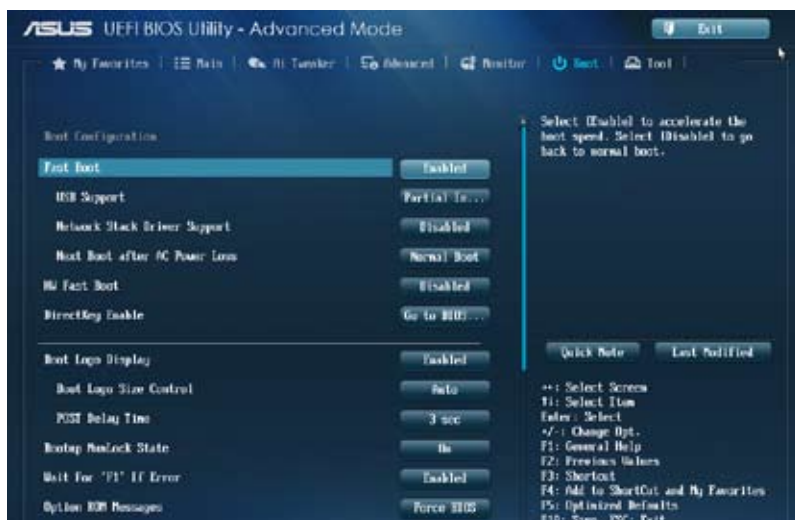 ASUS UEFI BIOS Utility - Advanced Mode
Exit
My Favorites
Main
Ai Tweaker
Advanced
Monitor
Boot
Tool
Boot Configuration
Fast Boot Enabled
USB Support Partial In...
Network Stack Driver Support Disabled
Next Boot after AC Power Loss Normal Boot
HW Fast Boot Disabled
DirectKey Enable Go to BIOS...
Boot Logo Display Enabled
Boot Logo Size Control Auto
POST Delay Time 3 sec
Bootup NumLock State On
Wait For 'F1' If Error Enabled
Option ROM Messages Force BIOS
Select [Enable] to accelerate the
boot speed. Select [Disable] to go
back to normal boot.
Quick Note
Last Modified
↔: Select Screen
↑↓: Select Item
Enter: Select
+/-: Change Opt.
F1: General Help
F2: Previous Values
F3: Shortcut
F4: Add to ShortCut and My Favorites
F5: Optimized Defaults
F10: Save ESC: Exit